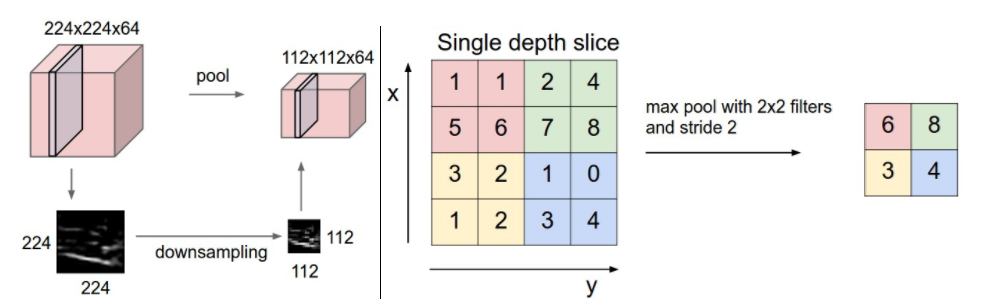 224x224x64
pool
112x112x64
224
224
downsampling
112
112
Single depth slice
x
1 1 2 4
5 6 7 8
3 2 1 0
1 2 3 4
y
max pool with 2x2 filters
and stride 2
6 8
3 4